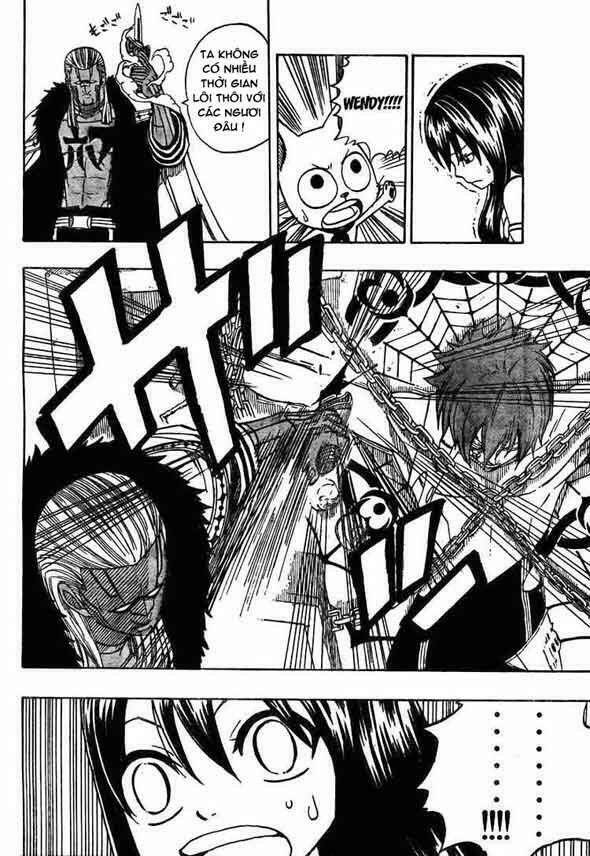 TA KHÔNG
CÓ NHIỀU
THỜI GIAN
LÔI THÔI VỚI
CÁC NGƯƠI
ĐÂU !
WENDY!!!!
......
......
!!!!